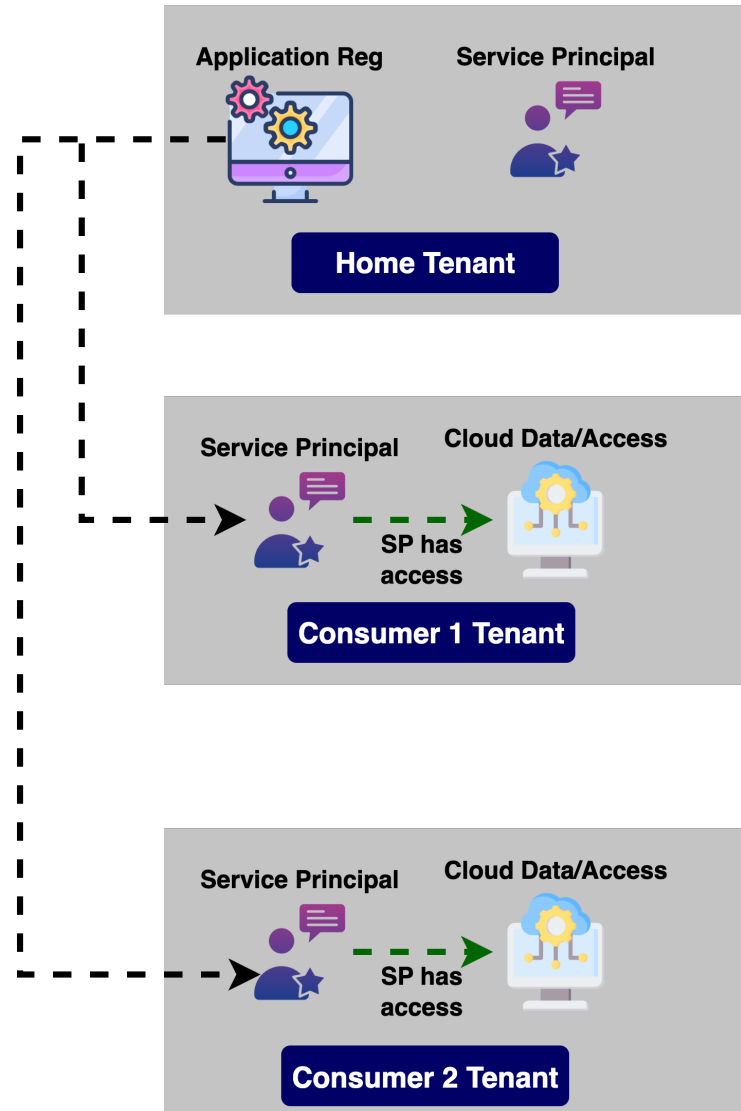 Application Reg
Service Principal
Home Tenant
Service Principal
Cloud Data/Access
SP has
access
Consumer 1 Tenant
Service Principal
Cloud Data/Access
SP has
access
Consumer 2 Tenant